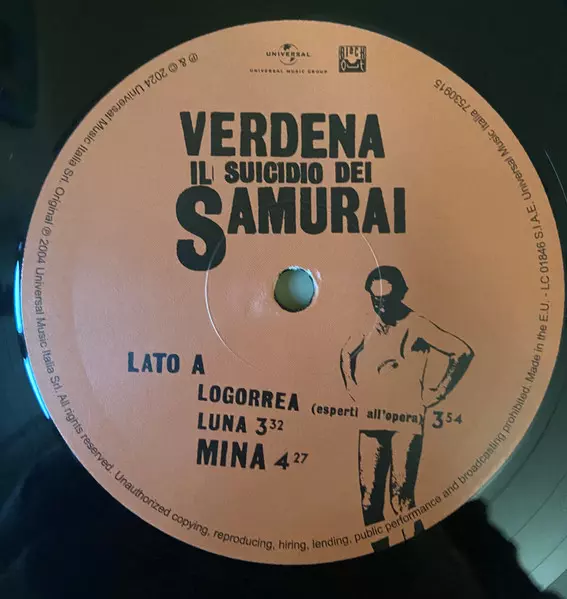 UNIVERSAL
UNIVERSAL MUSIC GROUP
BLACK OUT
VERDENA
IL SUICIDIO DEI
SAMURAI
LATO A
LOGORREA (esperti all'opera) 3 54
LUNA 3 32
MINA 4 27
℗ & © 2024 Universal Music Italia Srl. Original ℗ 2004 Universal Music Italia Srl. All rights reserved. Unauthorized copying, reproducing, hiring, lending, public performance and broadcasting prohibited. Made in the E.U. - LC 01846 S.I.A.E. Universal Music Italia 7530915